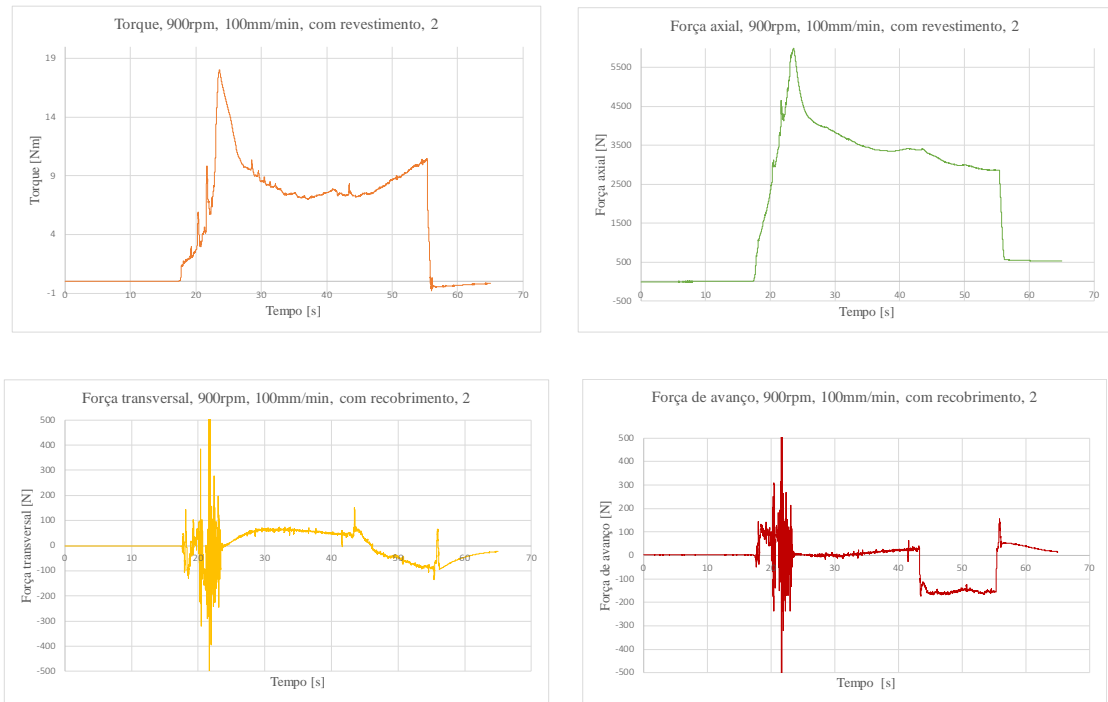 Torque, 900rpm, 100mm/min, com revestimento, 2
19
14
9
4
-1
Torque [Nm]
0 10 20 30 40 50 60 70
Tempo [s]
Força axial, 900rpm, 100mm/min, com revestimento, 2
5500
4500
3500
2500
1500
500
-500
Força axial [N]
0 10 20 30 40 50 60 70
Tempo [s]
Força transversal, 900rpm, 100mm/min, com recobrimento, 2
500
400
300
200
100
0
-100
-200
-300
-400
-500
Força transversal [N]
0 10 20 30 40 50 60 70
Tempo [s]
Força de avanço, 900rpm, 100mm/min, com recobrimento, 2
500
400
300
200
100
0
-100
-200
-300
-400
-500
Força de avanço [N]
0 10 20 30 40 50 60 70
Tempo [s]